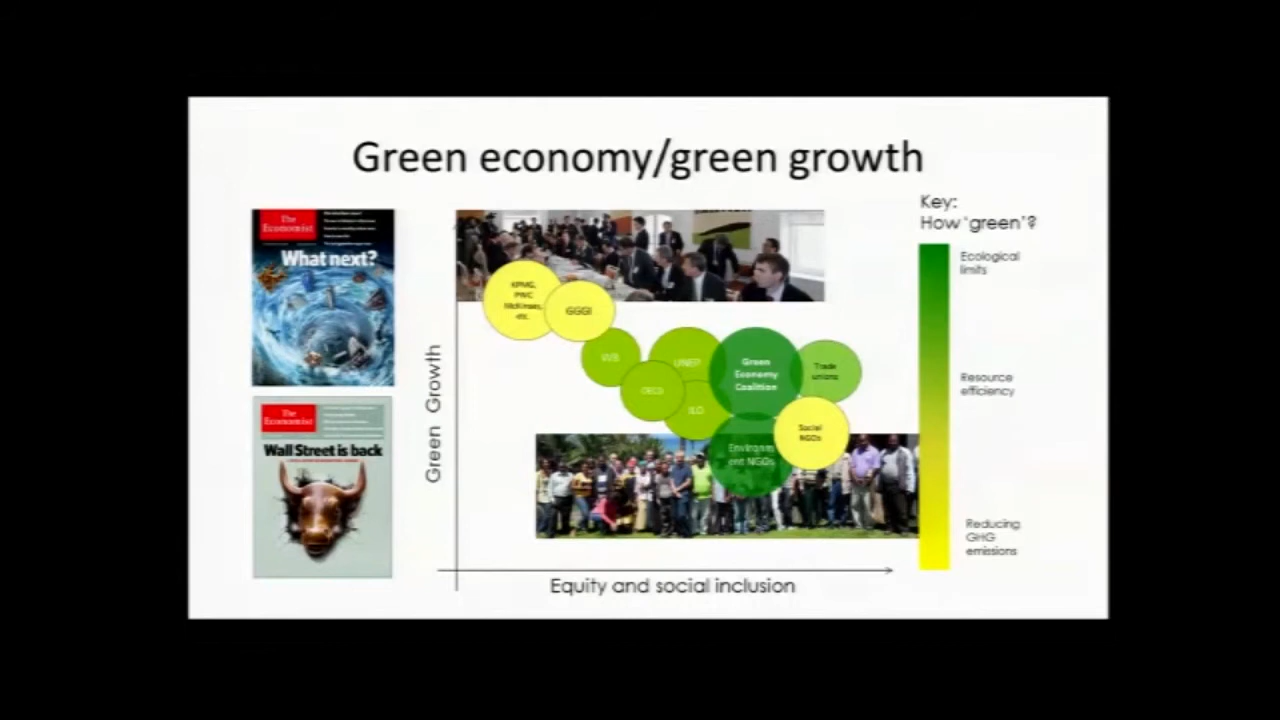 Green economy/green growth
The
Economist
What next?
The
Economist
Wall Street is back
Green Growth
KPMG,
PWC
McKinsey,
etc.
GGGI
WB
UNEP
OECD
ILO
Green
Economy
Coalition
Trade
unions
Social
NGOs
Environm
ent NGOs
Equity and social inclusion
Key:
How 'green'?
Ecological
limits
Resource
efficiency
Reducing
GHG
emissions